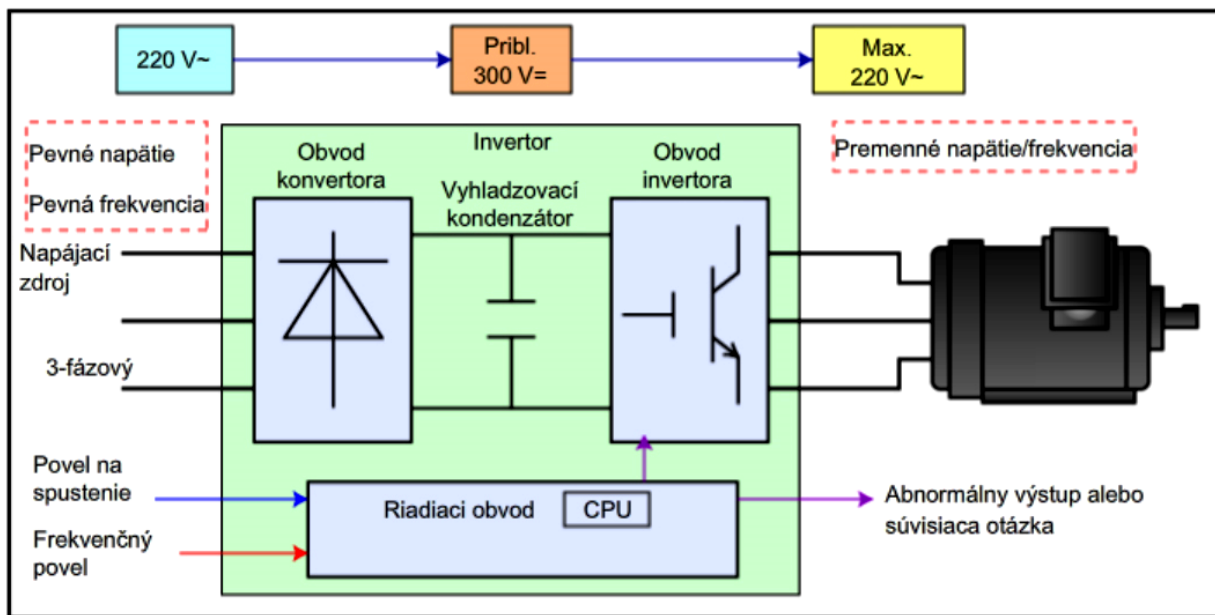 220 V~
Pribl.
300 V=
Max.
220 V~
Pevné napätie
Pevná frekvencia
Napájací
zdroj
3-fázový
Obvod
konvertora
Invertor
Vyhladzovací
kondenzátor
Obvod
invertora
Premenné napätie/frekvencia
Povel na
spustenie
Frekvenčný
povel
Riadiaci obvod
CPU
Abnormálny výstup alebo
súvisiaca otázka